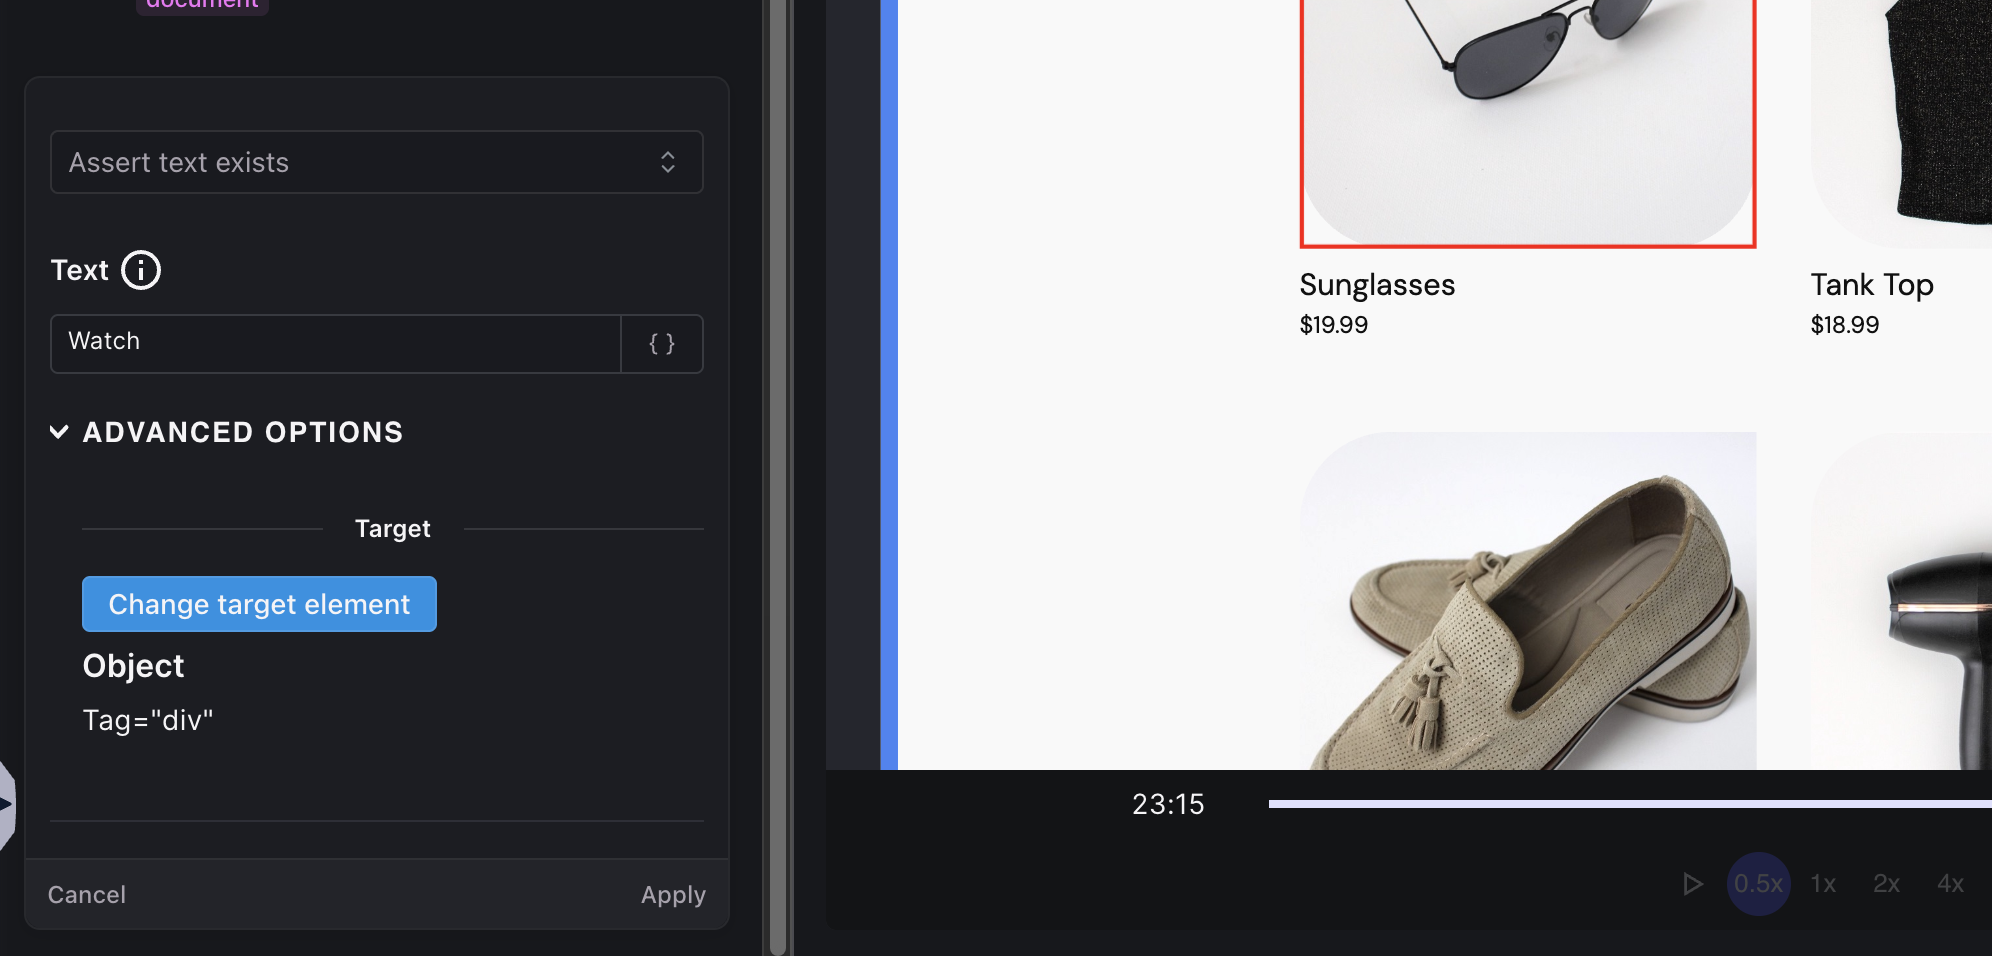 document
Assert text exists
Text
Watch
{ }
ADVANCED OPTIONS
Target
Change target element
Object
Tag="div"
Cancel
Apply
Sunglasses
$19.99
Tank Top
$18.99
23:15
0.5x
1x
2x
4x